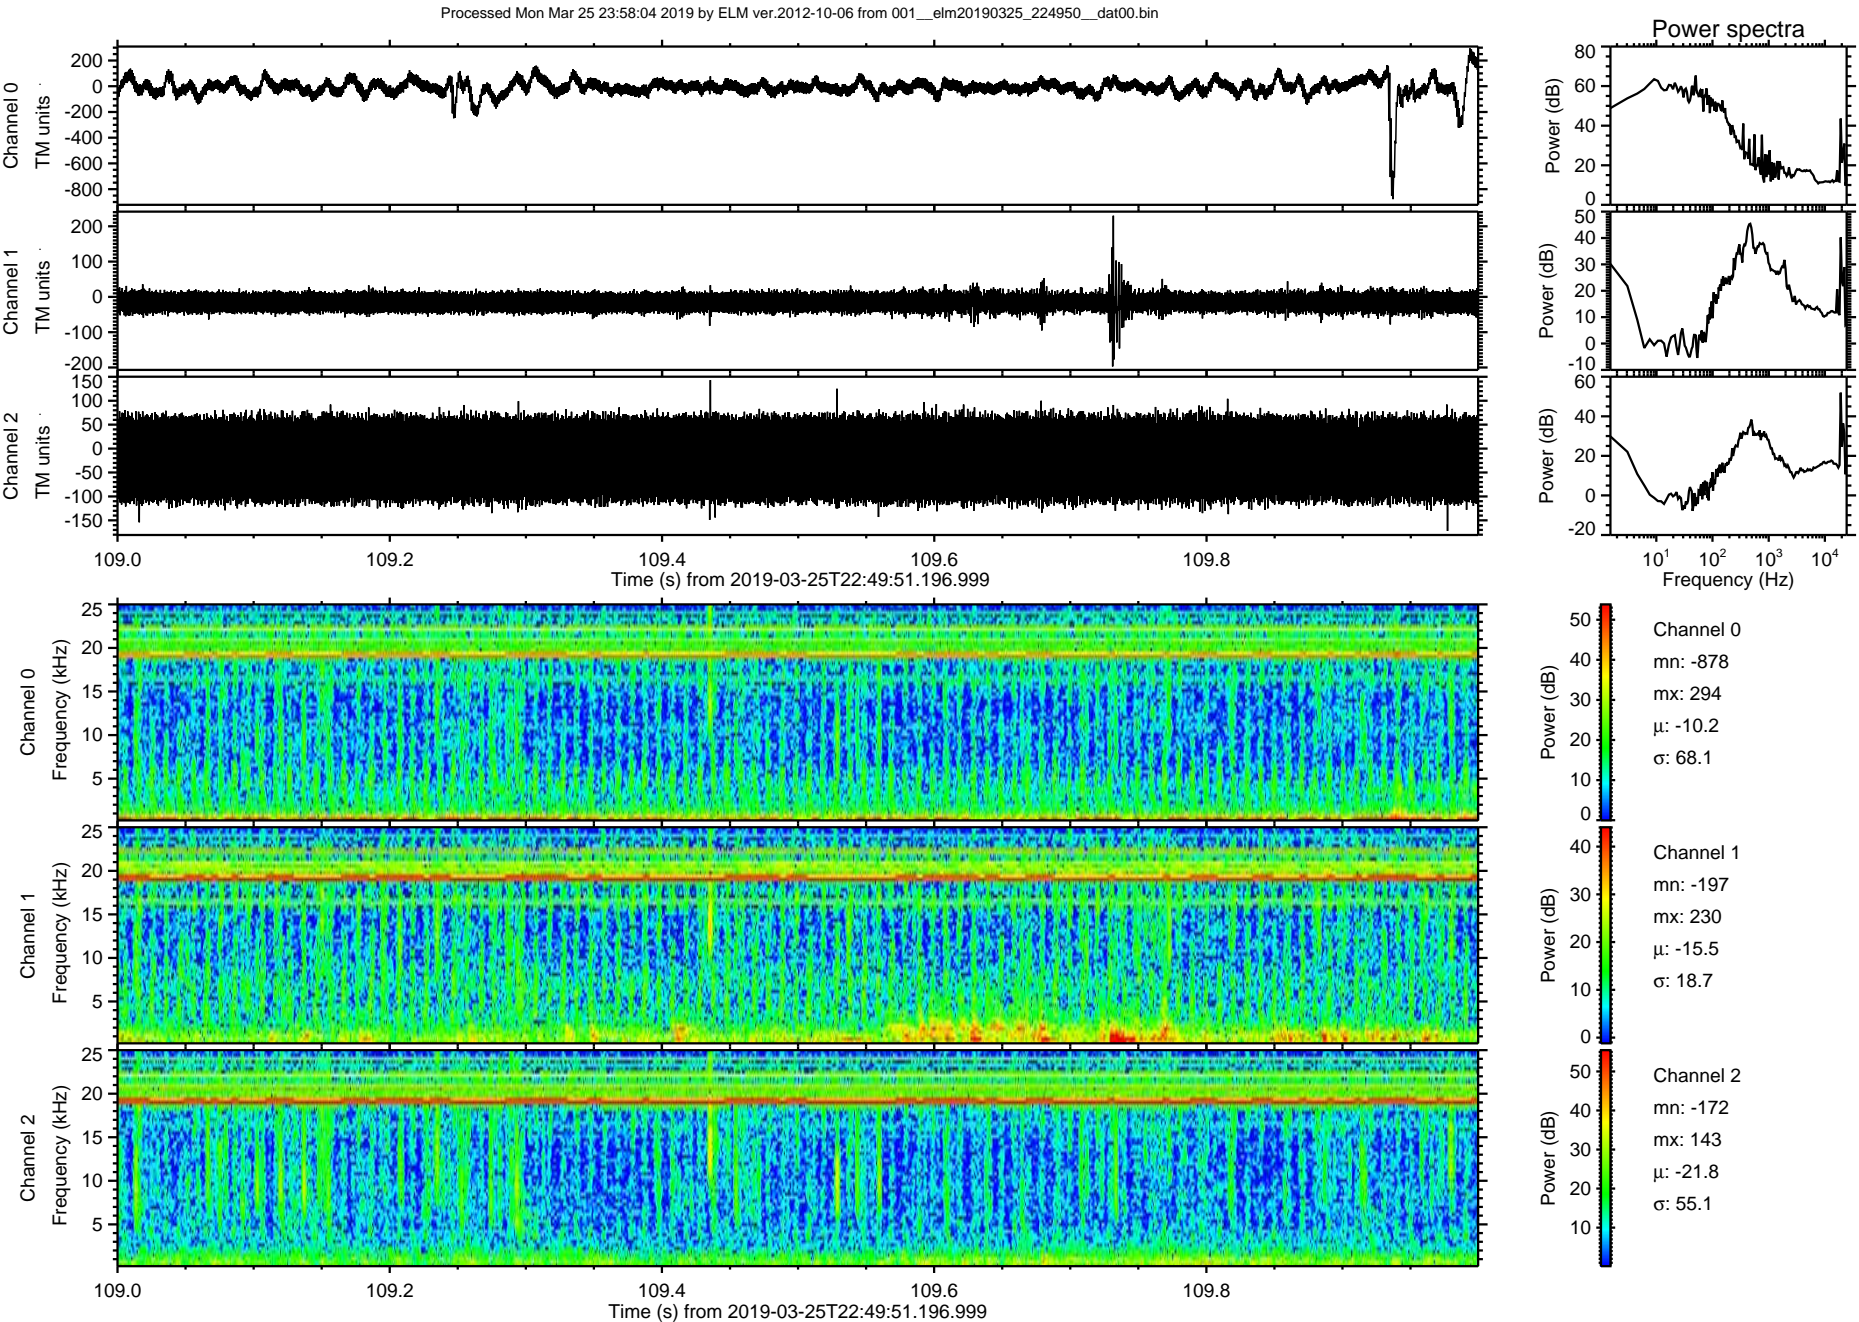 Processed Mon Mar 25 23:58:04 2019 by ELM ver.2012-10-06 from 001__elm20190325_224950__dat00.bin
Power spectra
Channel 0
TM units
200
0
-200
-400
-600
-800
Power (dB)
80
60
40
20
0
Channel 1
TM units
200
100
0
-100
-200
Power (dB)
50
40
30
20
10
0
-10
Channel 2
TM units
150
100
50
0
-50
-100
-150
Power (dB)
60
40
20
0
-20
109.0 109.2 109.4 109.6 109.8
Time (s) from 2019-03-25T22:49:51.196.999
10¹ 10² 10³ 10⁴
Frequency (Hz)
Channel 0
Frequency (kHz)
25
20
15
10
5
Power (dB)
50
40
30
20
10
0
Channel 0
mn: -878
mx: 294
μ: -10.2
σ: 68.1
Channel 1
Frequency (kHz)
25
20
15
10
5
Power (dB)
40
30
20
10
0
Channel 1
mn: -197
mx: 230
μ: -15.5
σ: 18.7
Channel 2
Frequency (kHz)
25
20
15
10
5
Power (dB)
50
40
30
20
10
Channel 2
mn: -172
mx: 143
μ: -21.8
σ: 55.1
109.0 109.2 109.4 109.6 109.8
Time (s) from 2019-03-25T22:49:51.196.999